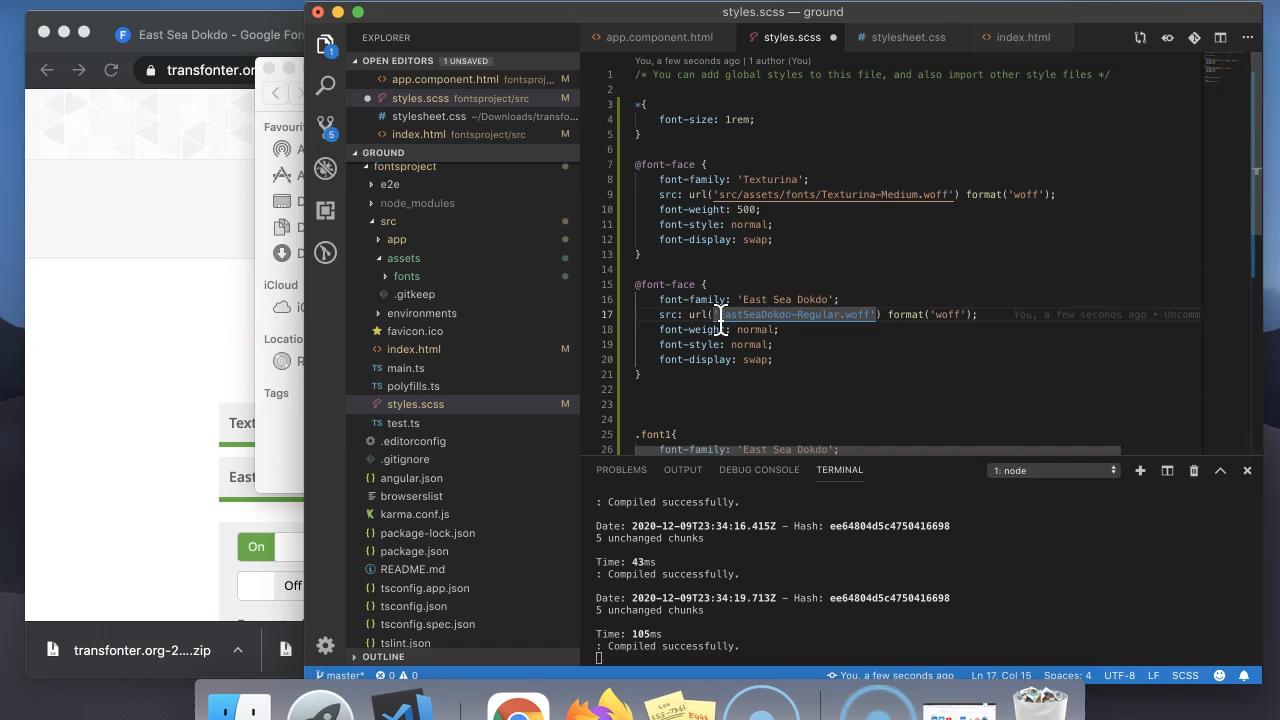 styles.scss — ground
East Sea Dokdo - Google Fon
transfonter.or
Favourit
iCloud
Locatio
Tags
Text
East
On
Off
transfonter.org-2....zip
EXPLORER
OPEN EDITORS 1 UNSAVED
app.component.html fontsproj...
styles.scss fontsproject/src M
stylesheet.css ~/Downloads/transfo...
index.html fontsproject/src M
GROUND
fontsproject
e2e
node_modules
src
app
assets
fonts
.gitkeep
environments
favicon.ico
index.html M
main.ts
polyfills.ts
styles.scss M
test.ts
.editorconfig
.gitignore
angular.json
browserslist
karma.conf.js
package-lock.json
package.json
README.md
tsconfig.app.json
tsconfig.json
tsconfig.spec.json
tslint.json
OUTLINE
app.component.html styles.scss stylesheet.css index.html
You, a few seconds ago | 1 author (You)
1 /* You can add global styles to this file, and also import other style files */
2
3 *{
4 font-size: 1rem;
5 }
6
7 @font-face {
8 font-family: 'Texturina';
9 src: url('src/assets/fonts/Texturina-Medium.woff') format('woff');
10 font-weight: 500;
11 font-style: normal;
12 font-display: swap;
13 }
14
15 @font-face {
16 font-family: 'East Sea Dokdo';
17 src: url('EastSeaDokdo-Regular.woff') format('woff'); You, a few seconds ago • Uncomm
18 font-weight: normal;
19 font-style: normal;
20 font-display: swap;
21 }
22
23
24
25 .font1{
26 font-family: 'East Sea Dokdo';
PROBLEMS OUTPUT DEBUG CONSOLE TERMINAL 1: node
: Compiled successfully.
Date: 2020-12-09T23:34:16.415Z – Hash: ee64804d5c4750416698
5 unchanged chunks
Time: 43ms
: Compiled successfully.
Date: 2020-12-09T23:34:19.713Z – Hash: ee64804d5c4750416698
5 unchanged chunks
Time: 105ms
: Compiled successfully.
master* 0 0 You, a few seconds ago Ln 17, Col 15 Spaces: 4 UTF-8 LF SCSS